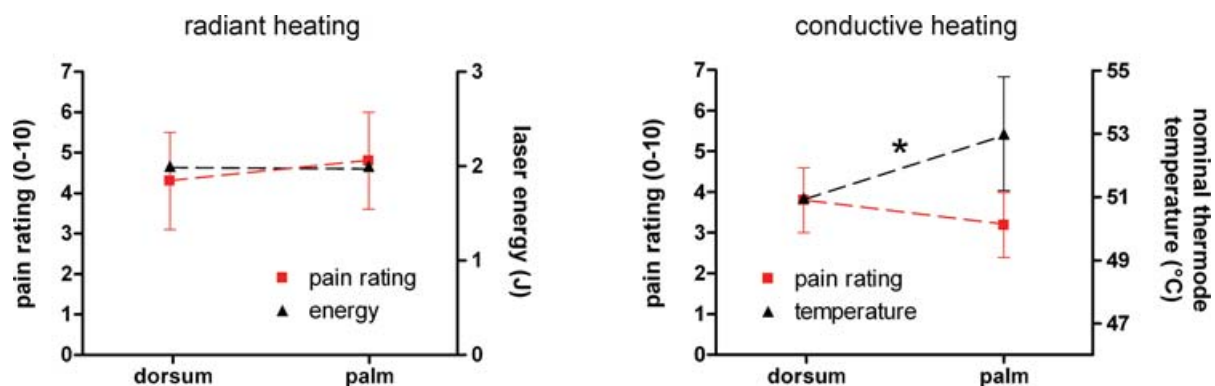 radiant heating
7
6
5
4
3
2
1
0
pain rating (0-10)
3
2
1
0
laser energy (J)
pain rating
energy
dorsum palm
conductive heating
7
6
5
4
3
2
1
0
pain rating (0-10)
*
55
53
51
49
47
nominal thermode
temperature (°C)
pain rating
temperature
dorsum palm